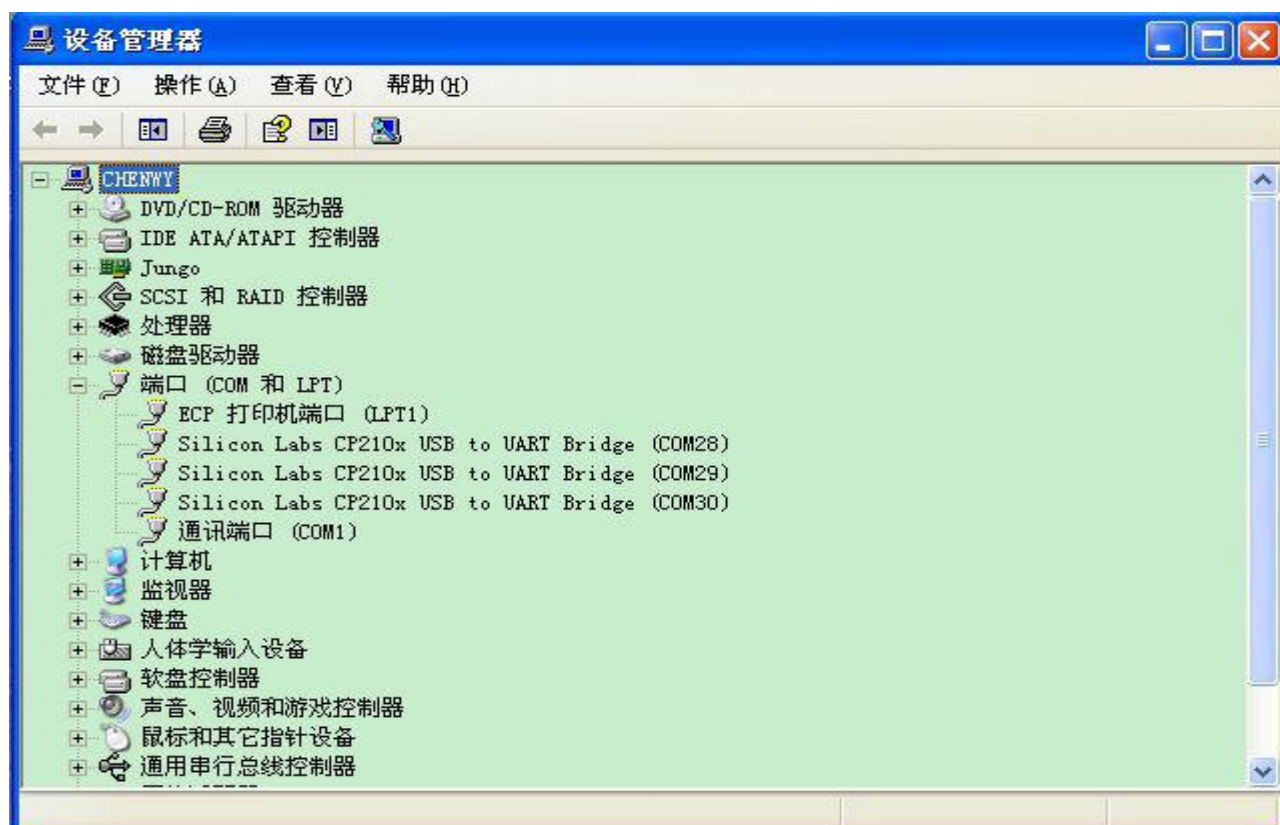 设备管理器
文件(F) 操作(A) 查看(V) 帮助(H)
CHENWY
DVD/CD-ROM 驱动器
IDE ATA/ATAPI 控制器
Jungo
SCSI 和 RAID 控制器
处理器
磁盘驱动器
端口 (COM 和 LPT)
ECP 打印机端口 (LPT1)
Silicon Labs CP210x USB to UART Bridge (COM28)
Silicon Labs CP210x USB to UART Bridge (COM29)
Silicon Labs CP210x USB to UART Bridge (COM30)
通讯端口 (COM1)
计算机
监视器
键盘
人体学输入设备
软盘控制器
声音、视频和游戏控制器
鼠标和其它指针设备
通用串行总线控制器